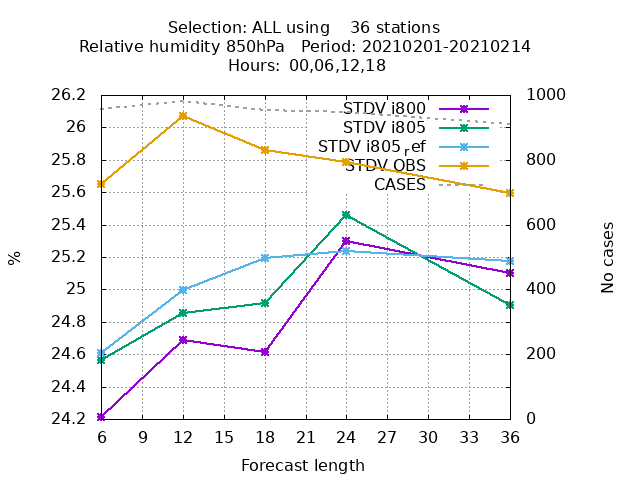 Selection: ALL using    36 stations
Relative humidity 850hPa   Period: 20210201-20210214
Hours: 00,06,12,18
STDV i800
STDV i805
STDV i805ref
STDV OBS
CASES
26.2
26
25.8
25.6
25.4
25.2
25
24.8
24.6
24.4
24.2
1000
800
600
400
200
0
%
No cases
6 9 12 15 18 21 24 27 30 33 36
Forecast length